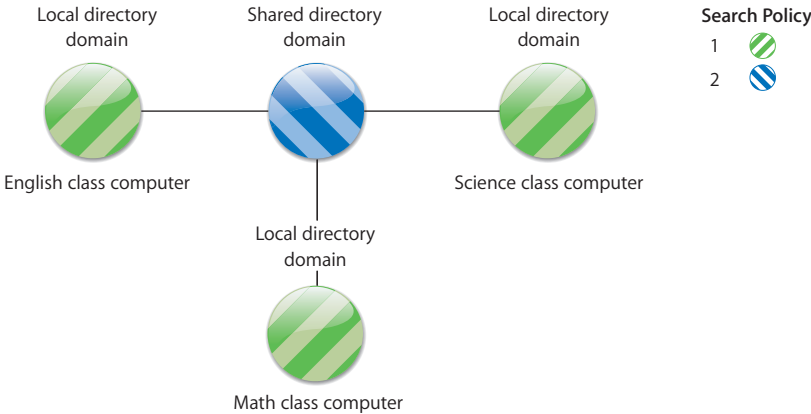 Local directory
domain
Shared directory
domain
Local directory
domain
Search Policy
1
2
English class computer
Science class computer
Local directory
domain
Math class computer